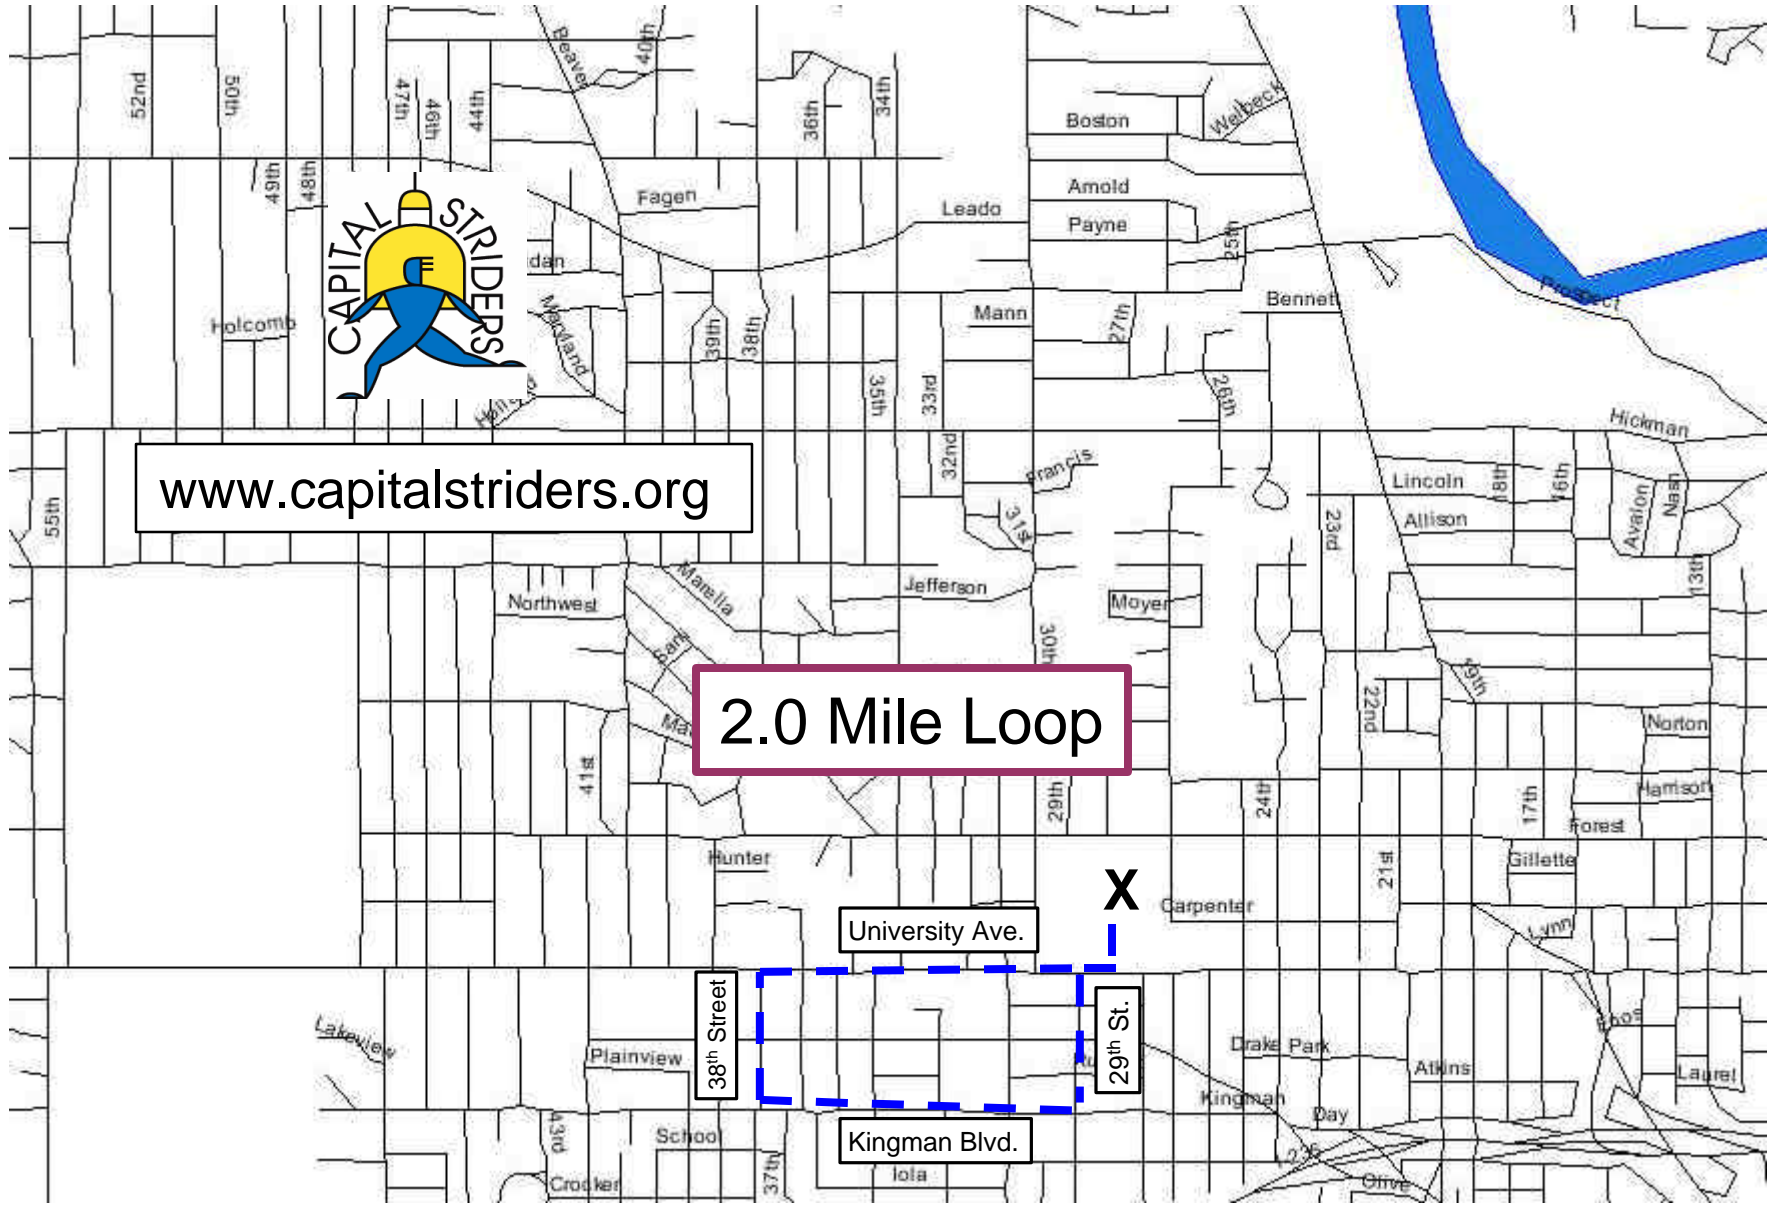 Beaver
40th
52nd
50th
47th
46th
44th
36th
34th
Boston
Welbeck
49th
48th
Fagen
Leado
Arnold
Payne
25th
CAPITAL STRIDERS
Prospect
Holcomb
Maryland
39th
38th
Mann
27th
Bennett
35th
33rd
26th
Hickman
www.capitalstriders.org
55th
32nd
Francis
31st
Lincoln
Allison
18th
16th
Avalon
Nash
23rd
13th
Northwest
Marella
Jefferson
Moyer
30th
2.0 Mile Loop
19th
22nd
Norton
41st
29th
24th
17th
Harrison
Forest
Hunter
21st
Gillette
X
Carpenter
Lynn
University Ave.
38th Street
29th St.
Lakeview
Plainview
Drake Park
Atkins
Enos
Laurel
Kingman
Day
43rd
School
Kingman Blvd.
I-235
37th
Crocker
Iola
Olive